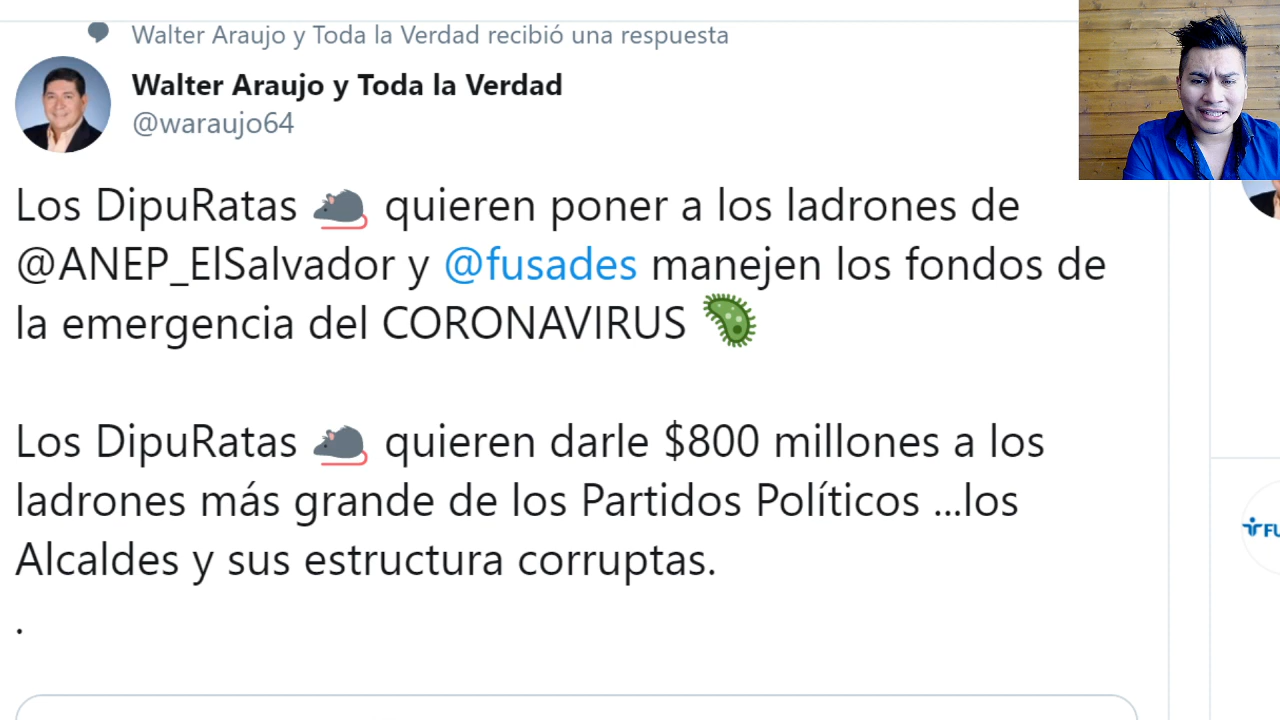 Walter Araujo y Toda la Verdad recibió una respuesta
Walter Araujo y Toda la Verdad
@waraujo64
Los DipuRatas 🐀 quieren poner a los ladrones de
@ANEP_ElSalvador y @fusades manejen los fondos de
la emergencia del CORONAVIRUS 🦠
Los DipuRatas 🐀 quieren darle $800 millones a los
ladrones más grande de los Partidos Políticos ...los
Alcaldes y sus estructura corruptas.
.
FU